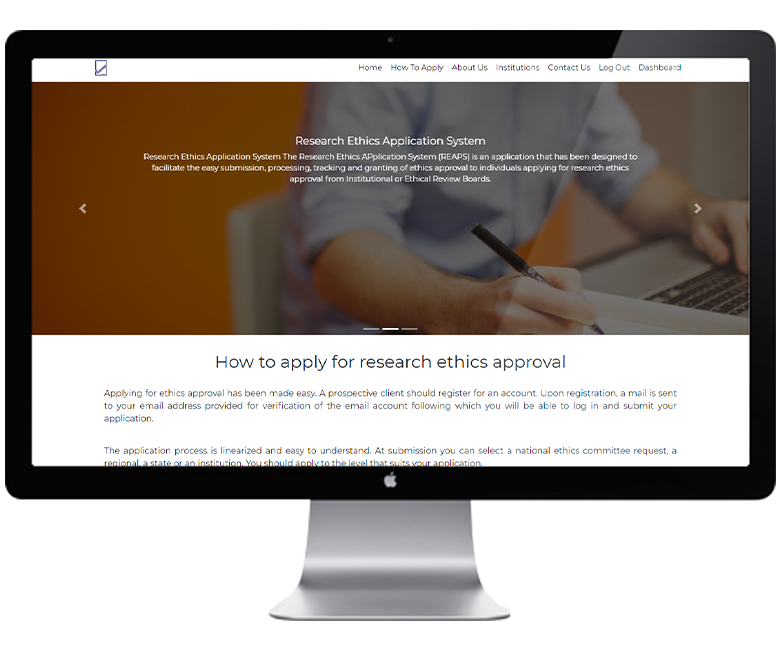 Home How To Apply About Us Institutions Contact Us Log Out Dashboard
Research Ethics Application System
Research Ethics Application System The Research Ethics APplication System (REAPS) is an application that has been designed to
facilitate the easy submission, processing, tracking and granting of ethics approval to individuals applying for research ethics
approval from Institutional or Ethical Review Boards.
How to apply for research ethics approval
Applying for ethics approval has been made easy. A prospective client should register for an account. Upon registration, a mail is sent
to your email address provided for verification of the email account following which you will be able to log in and submit your
application.
The application process is linearized and easy to understand. At submission you can select a national ethics committee request, a
regional, a state or an institution. You should apply to the level that suits your application.